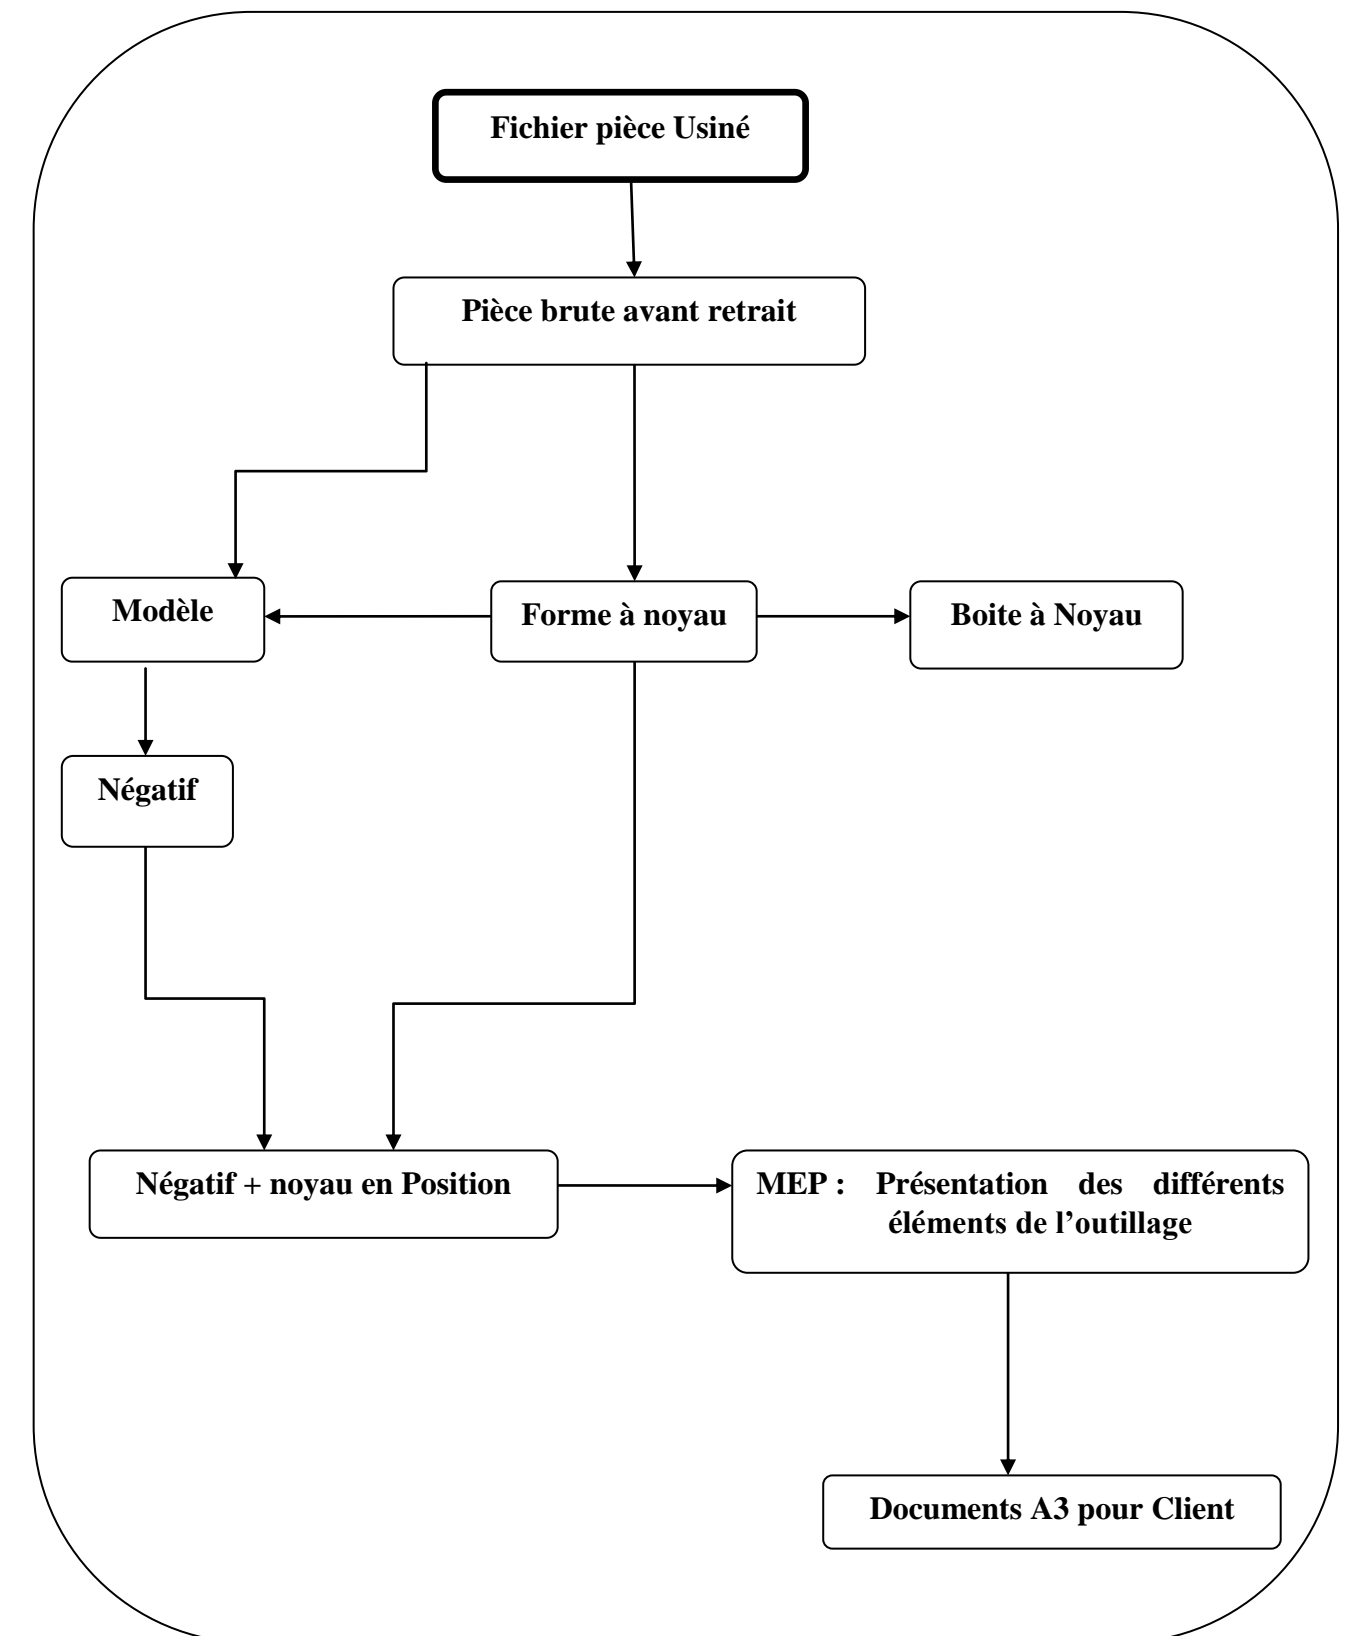 Fichier pièce Usiné
Pièce brute avant retrait
Modèle
Forme à noyau
Boite à Noyau
Négatif
Négatif + noyau en Position
MEP : Présentation des différents
éléments de l’outillage
Documents A3 pour Client